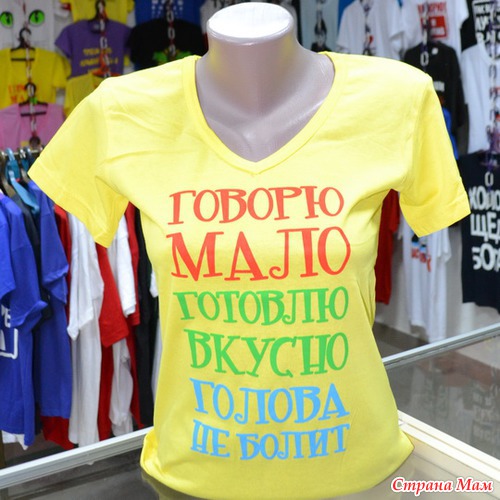 ГОВОРЮ
МАЛО
ГОТОВЛЮ
ВКУСНО
ГОЛОВА
НЕ БОЛИТ
Страна Мам